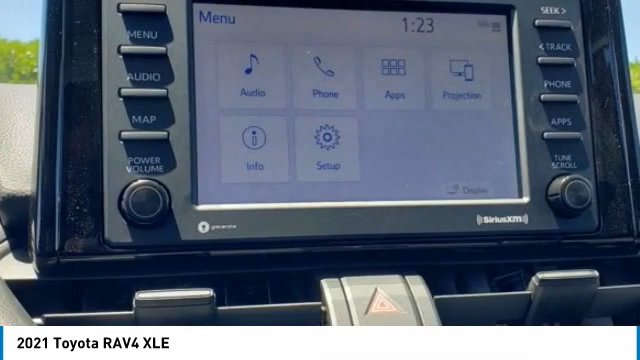 Menu
1:23
SEEK >
MENU
< TRACK
AUDIO
Audio
Phone
Apps
Projection
PHONE
MAP
APPS
POWER
VOLUME
Info
Setup
TUNE
SCROLL
Display
gracenote
SiriusXM
2021 Toyota RAV4 XLE